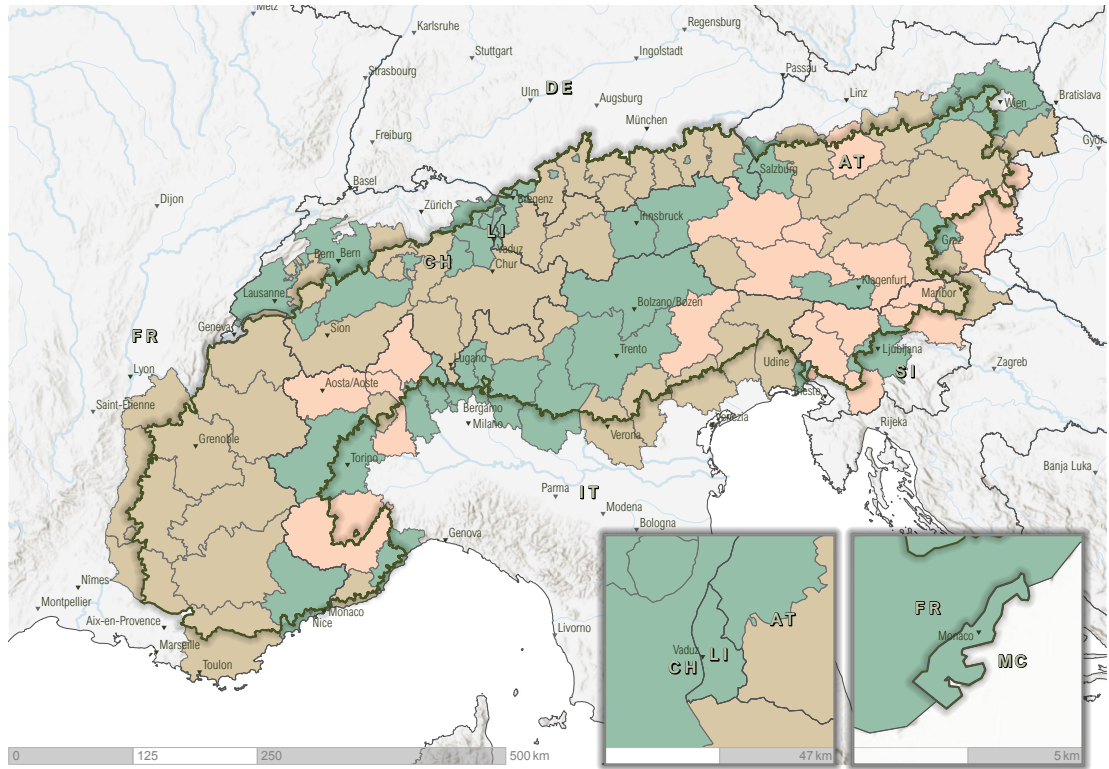 Metz
Karlsruhe
Regensburg
Stuttgart
Ingolstadt
Strasbourg
Passau
DE
Ulm
Linz
Augsburg
Wien
Bratislava
München
Freiburg
Győr
AT
Basel
Salzburg
Dijon
Zürich
Bregenz
Innsbruck
LI
Graz
Bern
Bern
Vaduz
CH
Chur
Klagenfurt
Lausanne
Maribor
Bolzano/Bozen
Geneva
Sion
FR
Ljubljana
Trento
Lugano
Udine
Zagreb
Lyon
SI
Aosta/Aoste
Trieste
Saint-Étienne
Bergamo
Milano
Venezia
Rijeka
Grenoble
Verona
Torino
Banja Luka
Parma
IT
Modena
Bologna
Genova
Nîmes
Montpellier
Monaco
Aix-en-Provence
Nice
Livorno
Marseille
Toulon
Vaduz
CH
LI
AT
FR
Monaco
MC
0
125
250
500 km
47 km
5 km